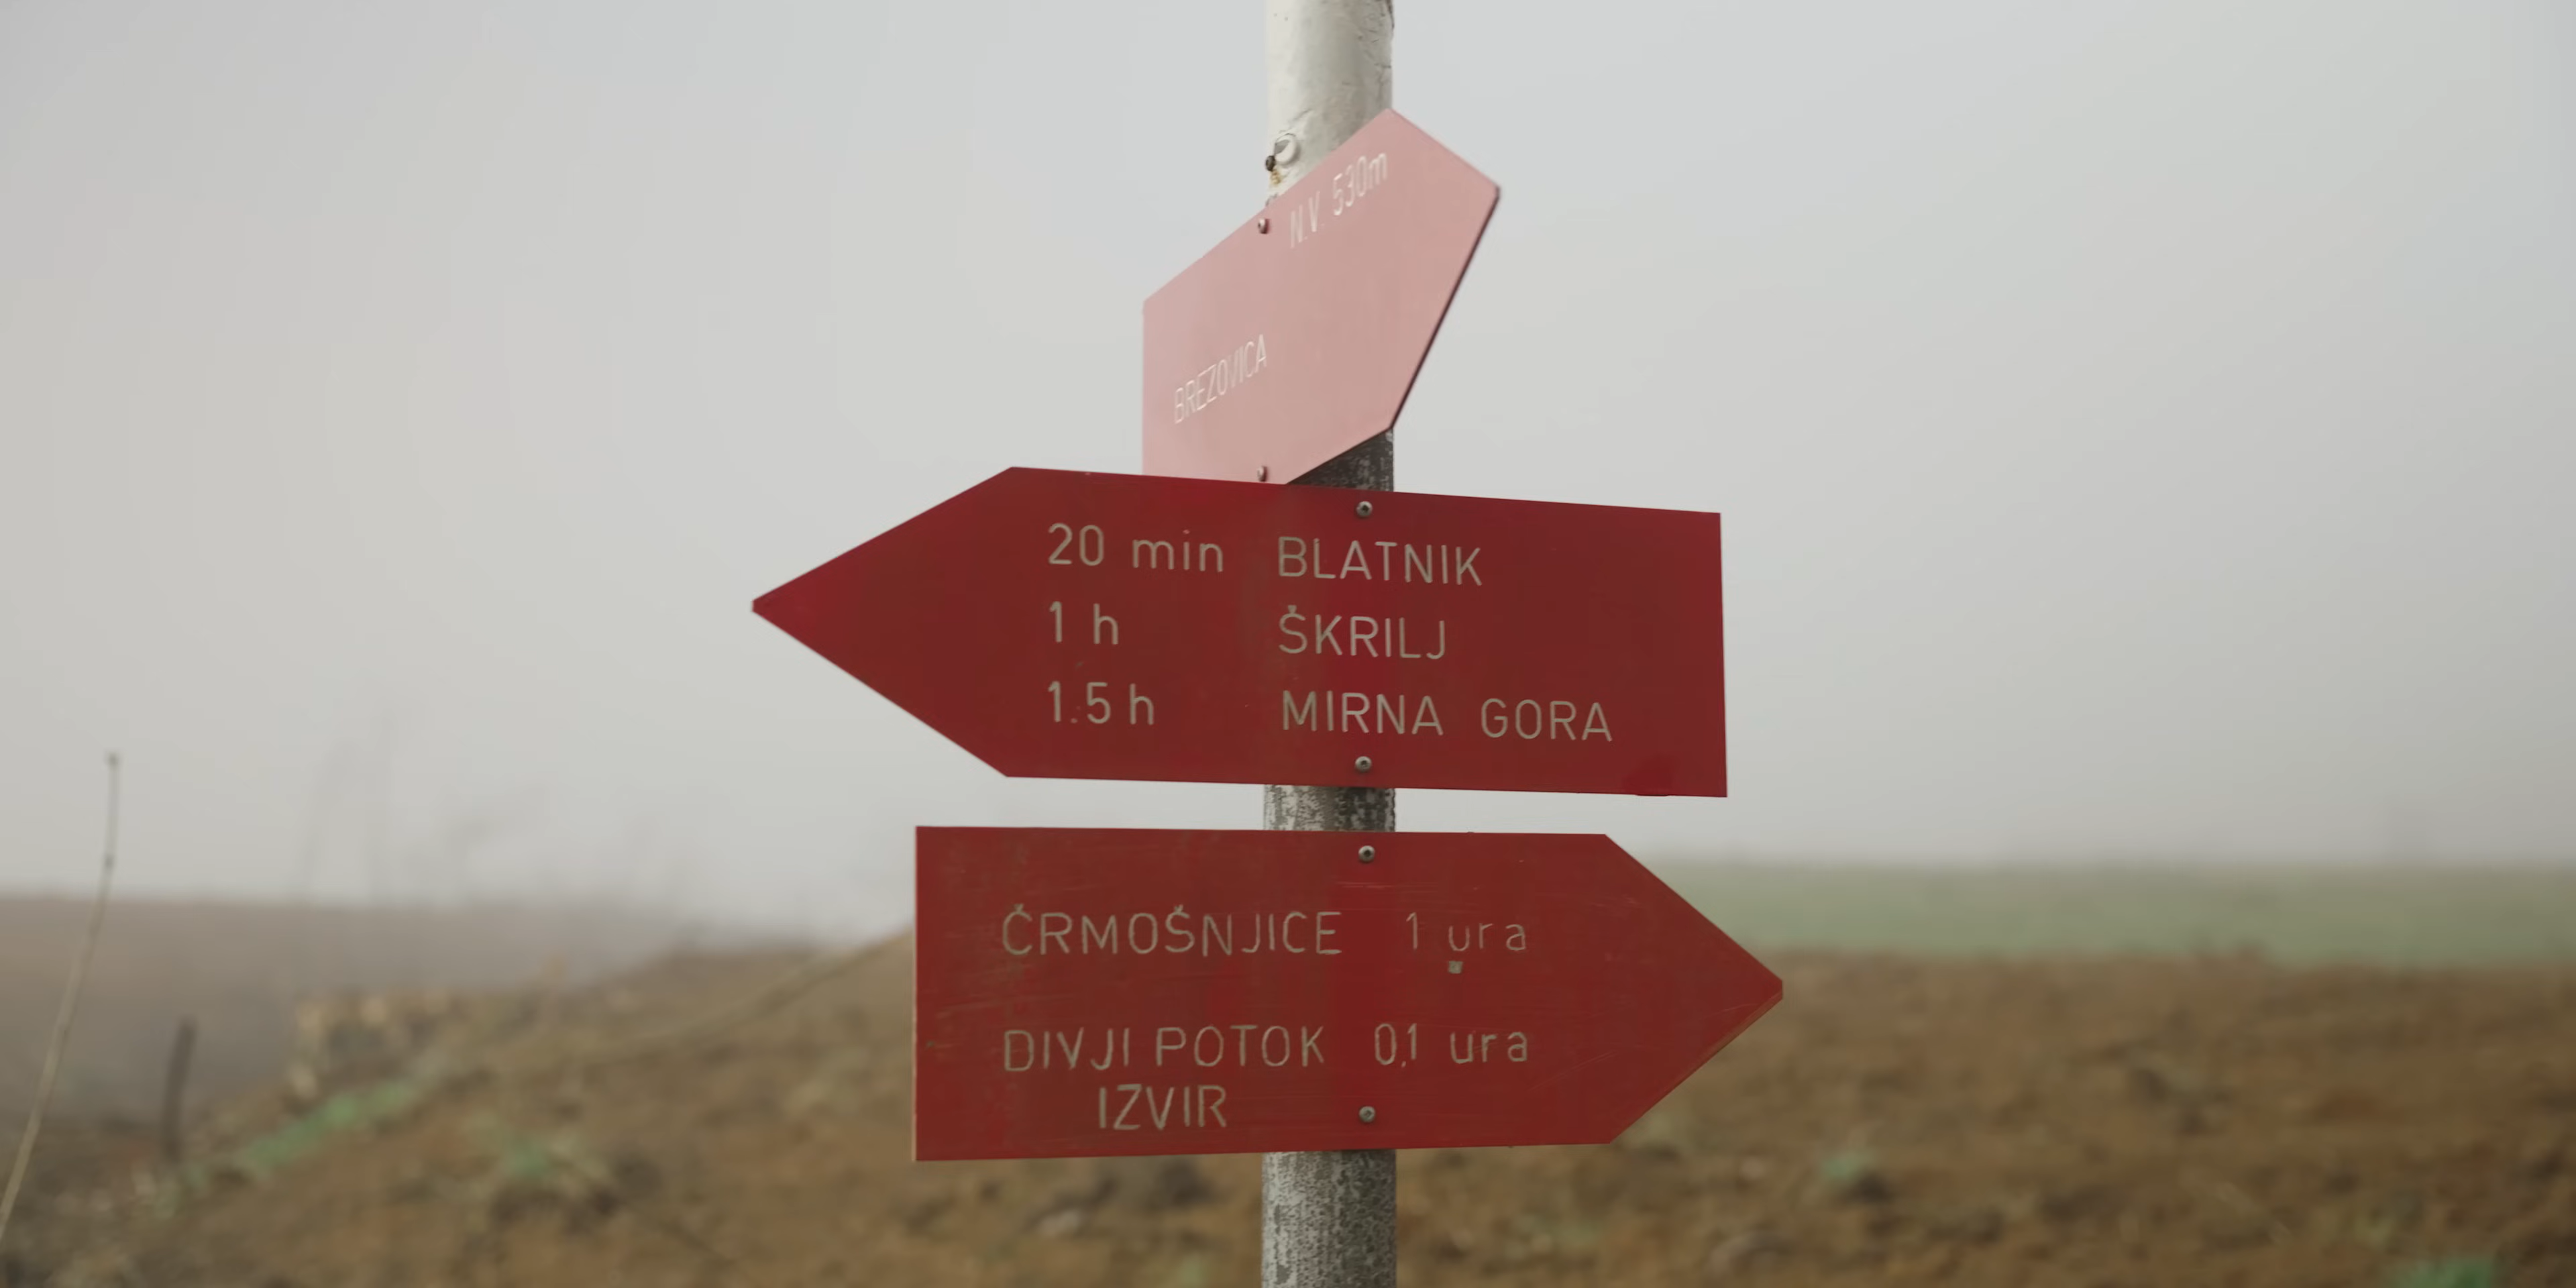 N.V. 530m
BREZOVICA
20 min BLATNIK
1 h ŠKRILJ
1.5 h MIRNA GORA
ČRMOŠNJICE 1 ura
DIVJI POTOK 0,1 ura
IZVIR